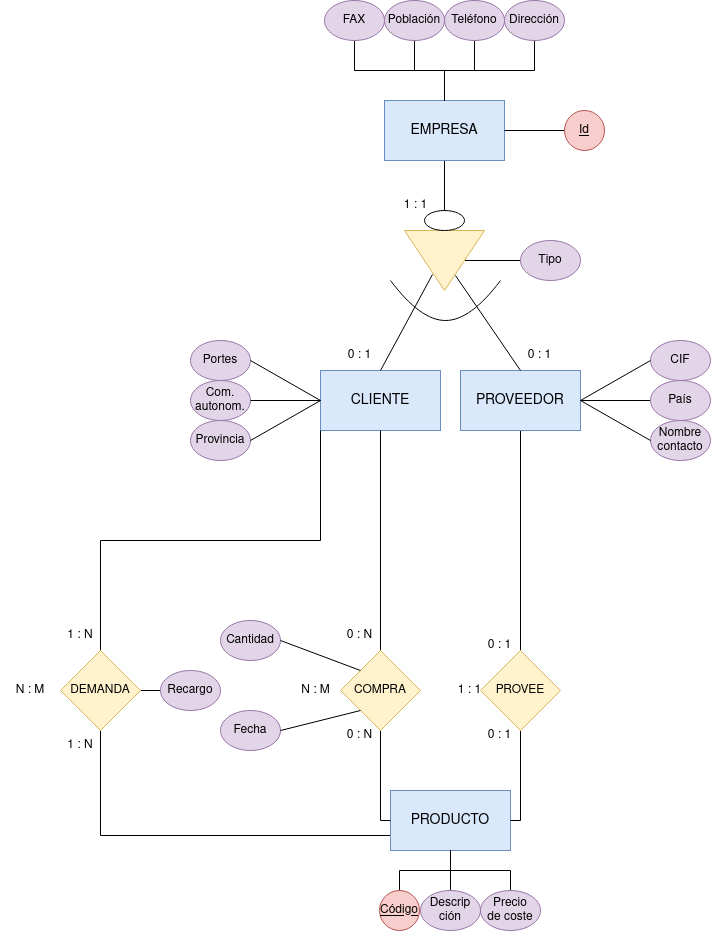 FAX
Población
Teléfono
Dirección
EMPRESA
Id
1 : 1
Tipo
0 : 1
0 : 1
Portes
Com.
autonom.
Provincia
CLIENTE
PROVEEDOR
CIF
País
Nombre
contacto
1 : N
Cantidad
0 : N
0 : 1
N : M
DEMANDA
Recargo
N : M
COMPRA
1 : 1
PROVEE
Fecha
1 : N
0 : N
0 : 1
PRODUCTO
Código
Descrip
ción
Precio
de coste